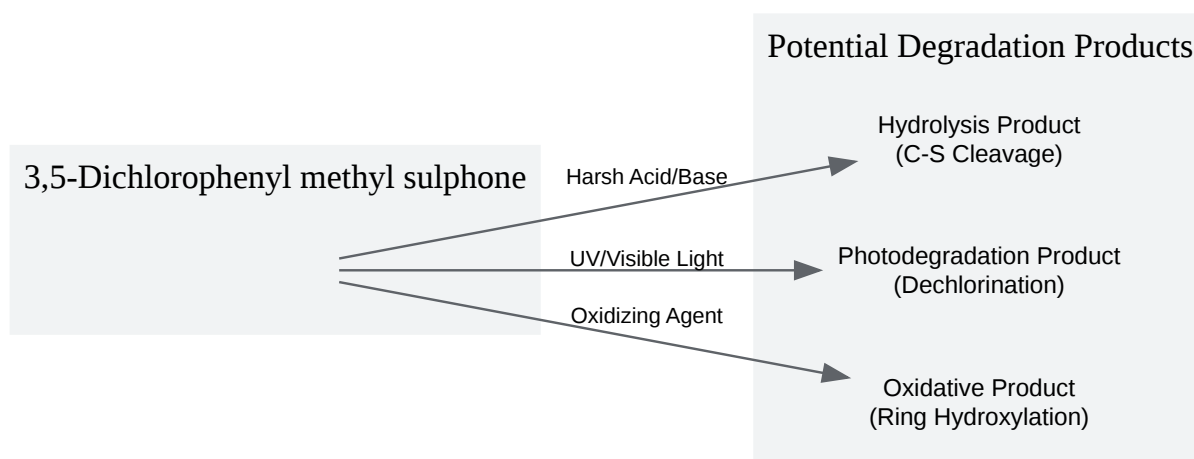 Potential Degradation Products
Hydrolysis Product
(C-S Cleavage)
3,5-Dichlorophenyl methyl sulphone
Harsh Acid/Base
UV/Visible Light
Photodegradation Product
(Dechlorination)
Oxidizing Agent
Oxidative Product
(Ring Hydroxylation)